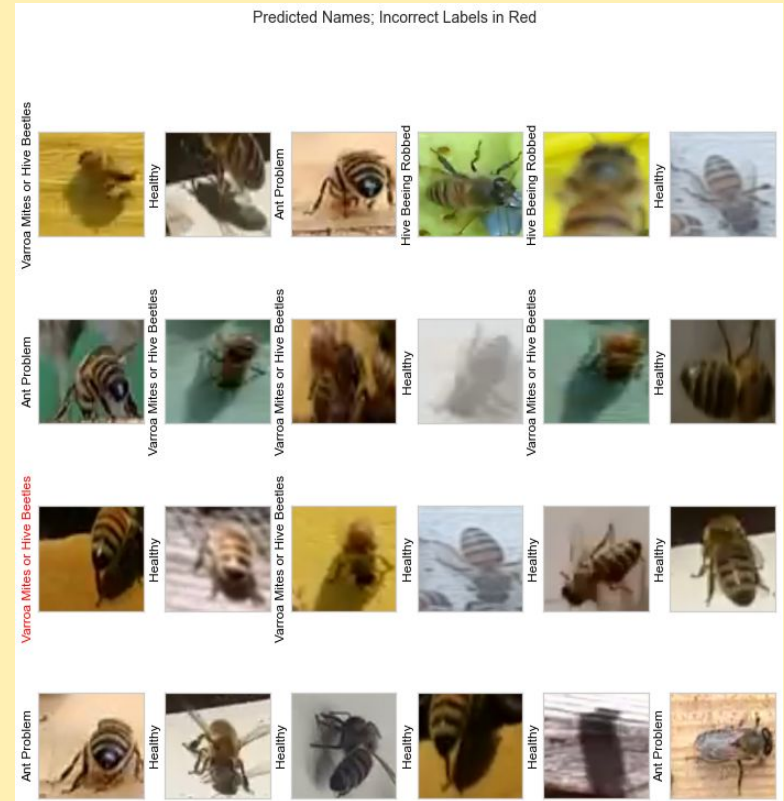 Predicted Names; Incorrect Labels in Red
Varroa Mites or Hive Beetles
Healthy
Ant Problem
Hive Beeing Robbed
Hive Beeing Robbed
Healthy
Ant Problem
Varroa Mites or Hive Beetles
Varroa Mites or Hive Beetles
Healthy
Varroa Mites or Hive Beetles
Healthy
Varroa Mites or Hive Beetles
Healthy
Varroa Mites or Hive Beetles
Healthy
Healthy
Healthy
Ant Problem
Healthy
Healthy
Healthy
Healthy
Ant Problem